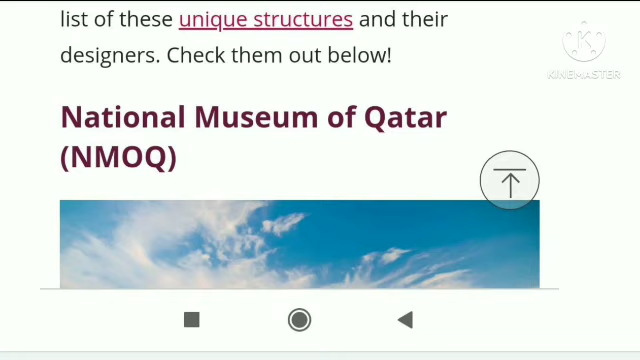 list of these unique structures and their
designers. Check them out below!
National Museum of Qatar
(NMOQ)
K
KINEMASTER